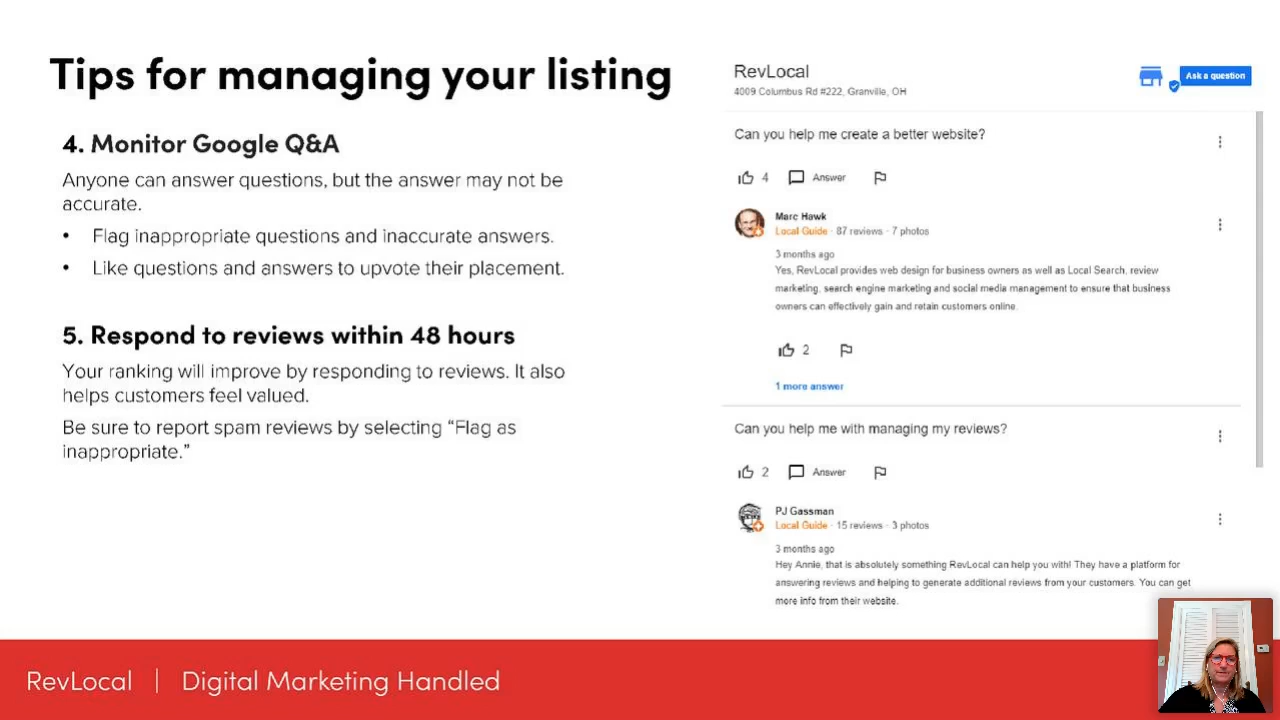 Tips for managing your listing
4. Monitor Google Q&A
Anyone can answer questions, but the answer may not be
accurate.
• Flag inappropriate questions and inaccurate answers.
• Like questions and answers to upvote their placement.
5. Respond to reviews within 48 hours
Your ranking will improve by responding to reviews. It also
helps customers feel valued.
Be sure to report spam reviews by selecting “Flag as
inappropriate.”
RevLocal
4009 Columbus Rd #222, Granville, OH
Ask a question
Can you help me create a better website?
4 Answer
Marc Hawk
Local Guide · 87 reviews · 7 photos
3 months ago
Yes, RevLocal provides web design for business owners as well as Local Search, review
marketing, search engine marketing and social media management to ensure that business
owners can effectively gain and retain customers online.
2
1 more answer
Can you help me with managing my reviews?
2 Answer
PJ Gassman
Local Guide · 15 reviews · 3 photos
3 months ago
Hey Annie, that is absolutely something RevLocal can help you with! They have a platform for
answering reviews and helping to generate additional reviews from your customers. You can get
more info from their website.
RevLocal | Digital Marketing Handled